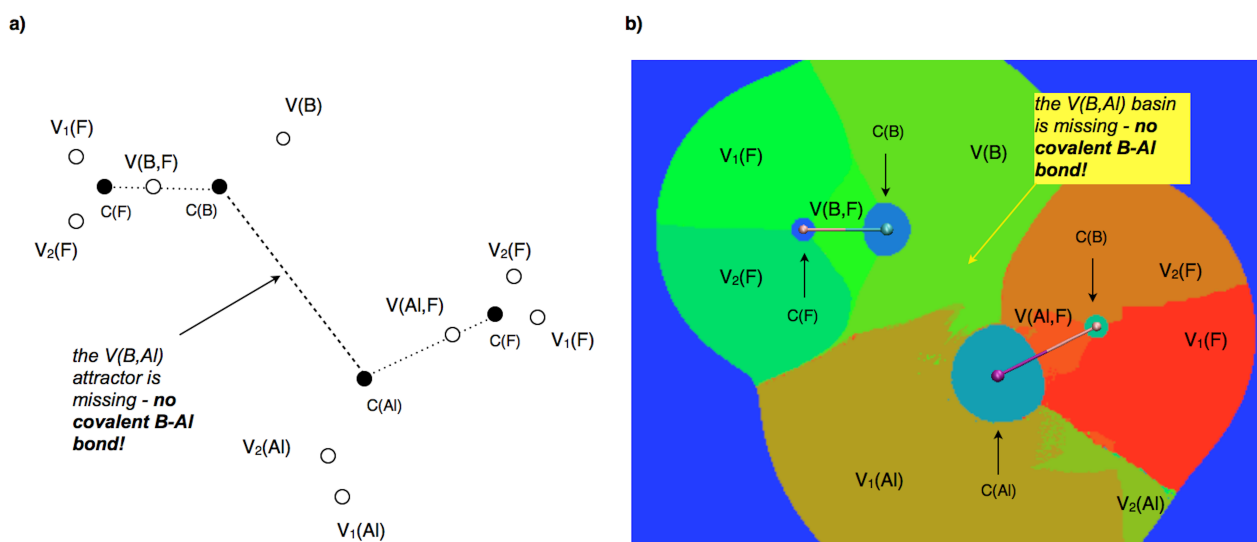 a)
V(B)
V₁(F)
V(B,F)
C(F)
C(B)
V₂(F)
V₂(F)
V(Al,F)
C(F)
V₁(F)
the V(B,Al)
attractor is
missing - no
covalent B-Al
bond!
C(Al)
V₂(Al)
V₁(Al)
b)
the V(B,Al) basin
is missing - no
covalent B-Al
bond!
C(B)
V₁(F)
V(B)
V(B,F)
C(B)
V₂(F)
V₂(F)
C(F)
V(Al,F)
V₁(F)
V₁(Al)
C(Al)
V₂(Al)